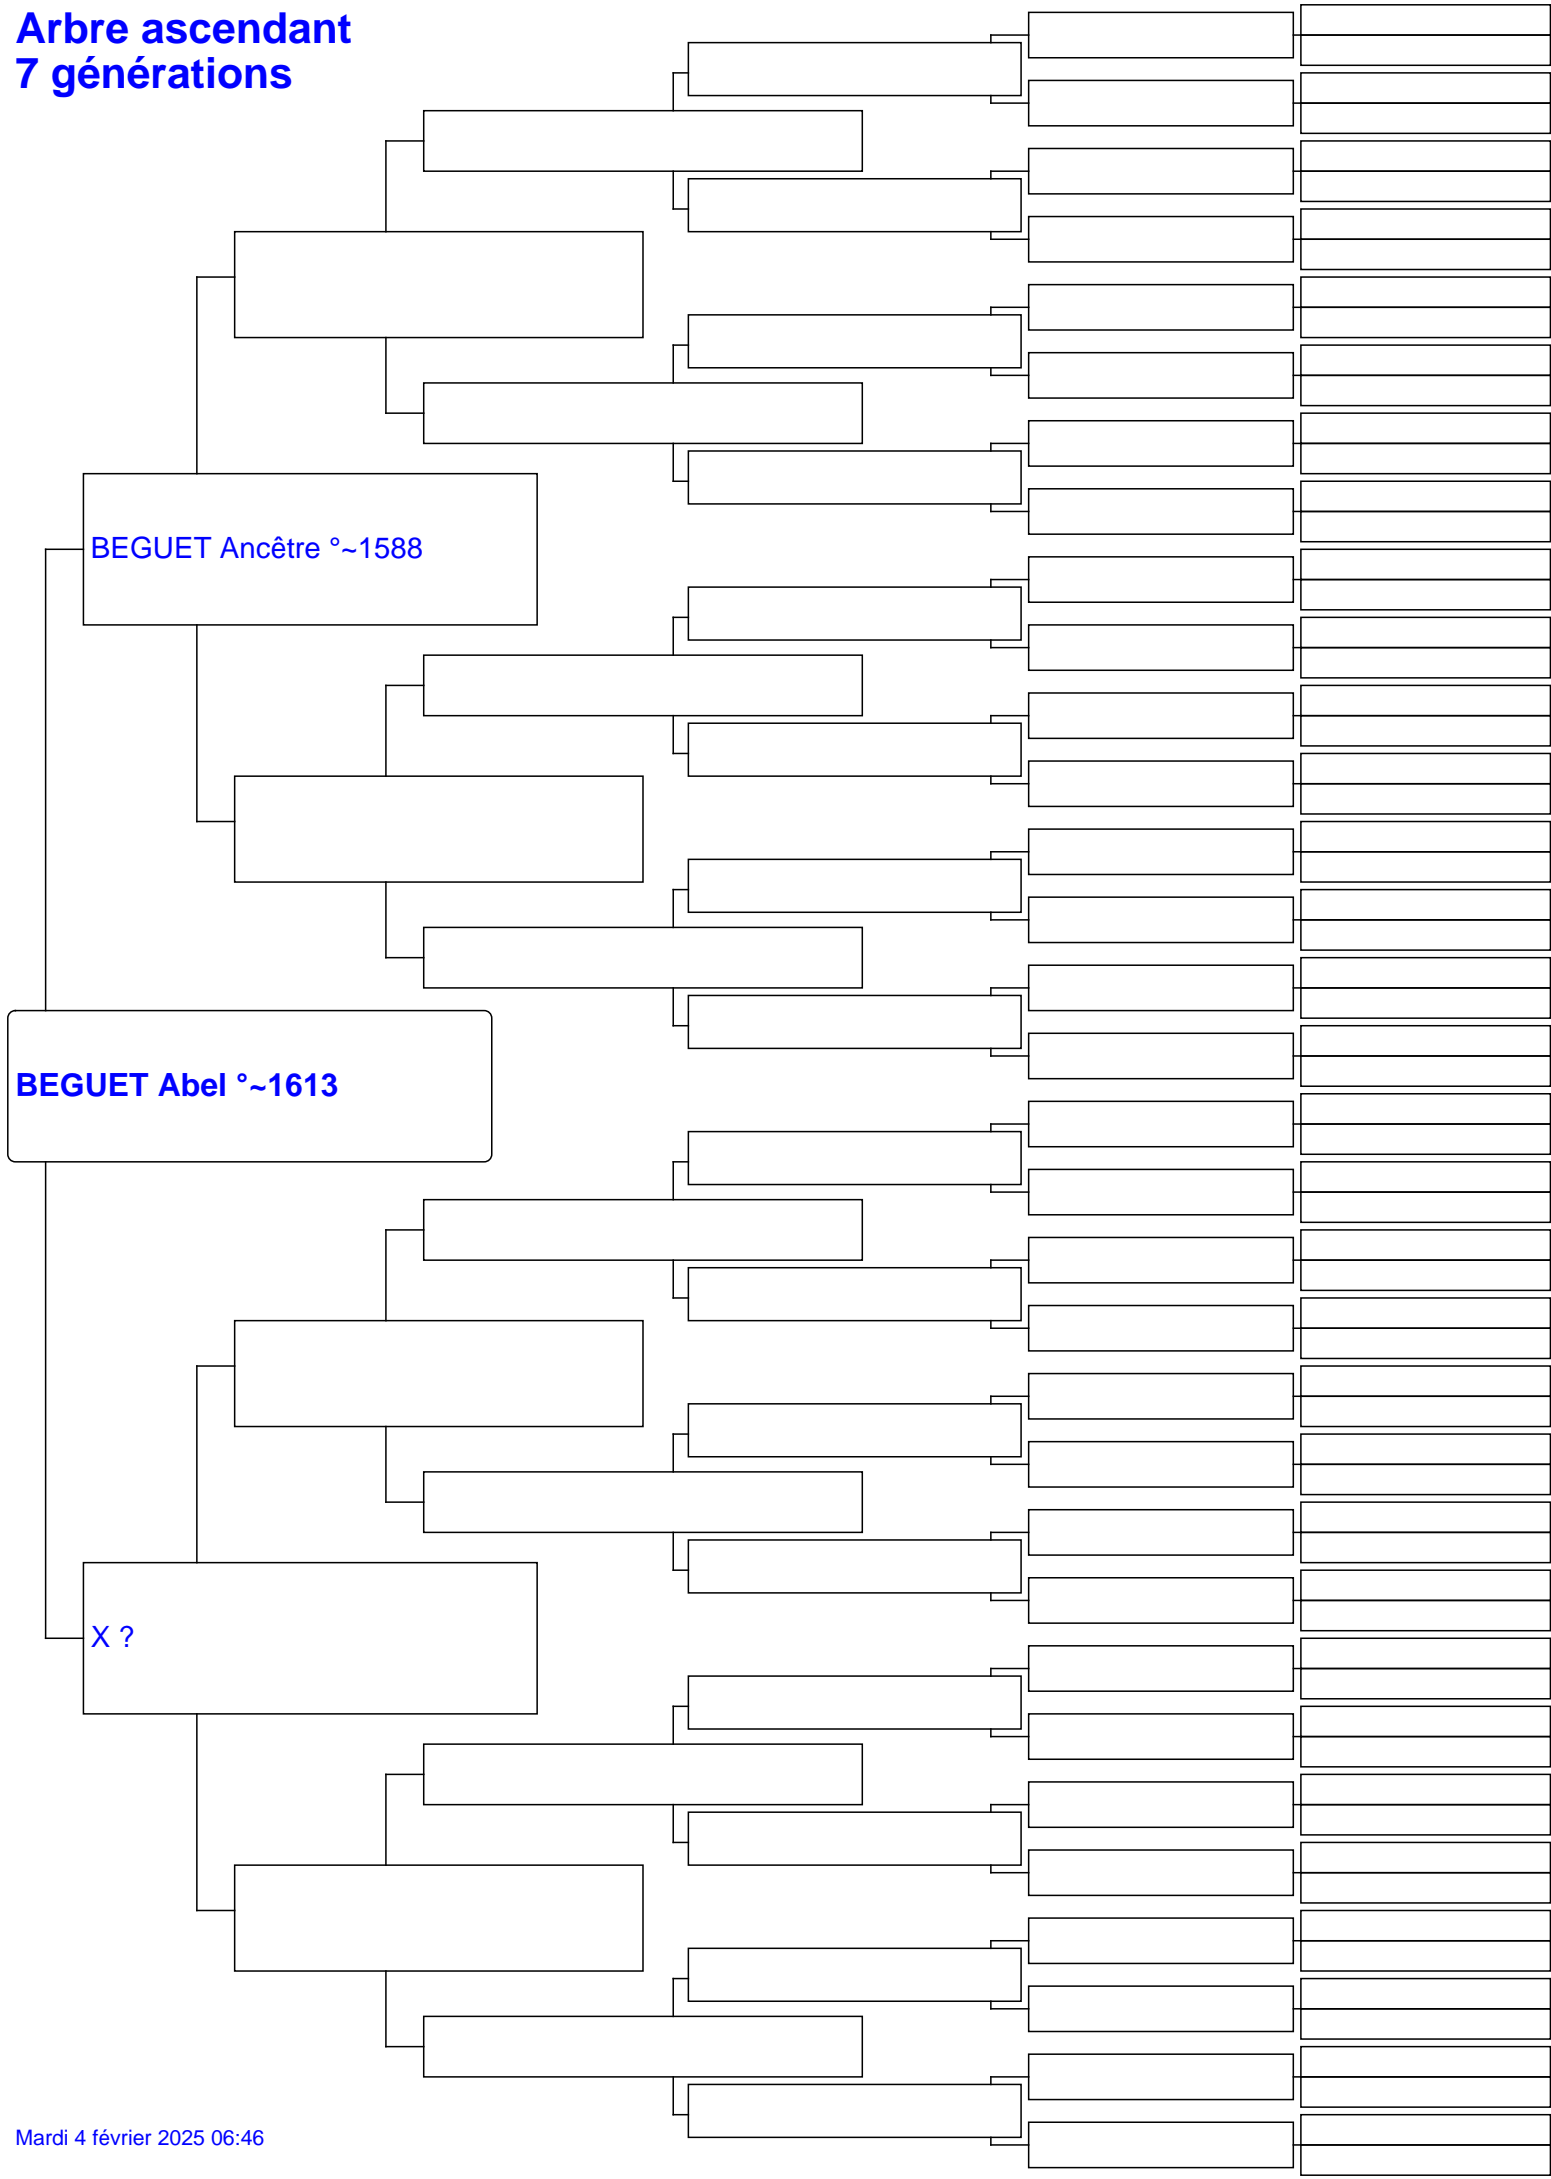 Arbre ascendant
7 générations
BEGUET Ancêtre °~1588
BEGUET Abel °~1613
X ?
Mardi 4 février 2025 06:46